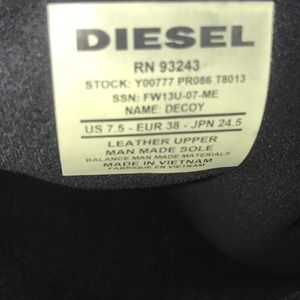 DIESEL
RN 93243
STOCK: Y00777 PR086 T8013
SSN: FW13U-07-ME
NAME: DECOY
US 7.5 - EUR 38 - JPN 24.5
LEATHER UPPER
MAN MADE SOLE
BALANCE MAN MADE MATERIALS
MADE IN VIETNAM
FABRIQUE EN VIETNAM